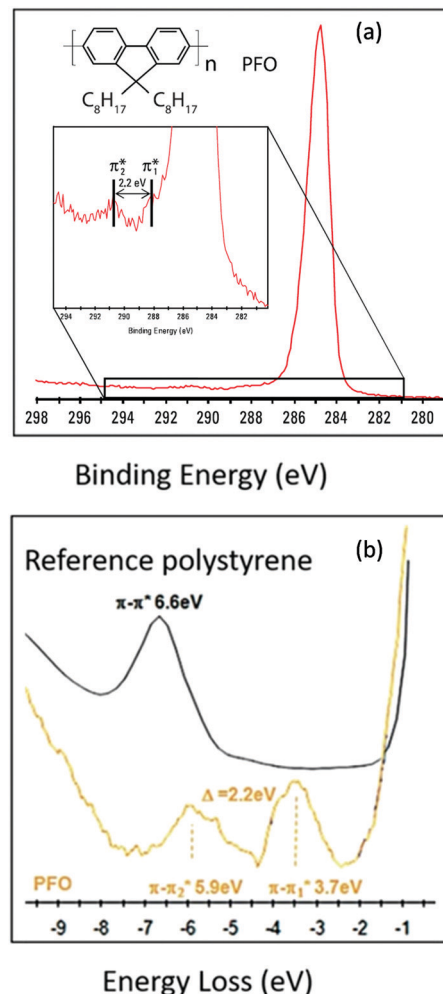 (a)
n PFO
C8H17 C8H17
π2* π1*
2.2 eV
294 292 290 288 286 284 282
Binding Energy (eV)
298 296 294 292 290 288 286 284 282 280
Binding Energy (eV)
(b)
Reference polystyrene
π-π* 6.6eV
Δ =2.2eV
PFO
π-π2* 5.9eV π-π1* 3.7eV
-9 -8 -7 -6 -5 -4 -3 -2 -1
Energy Loss (eV)